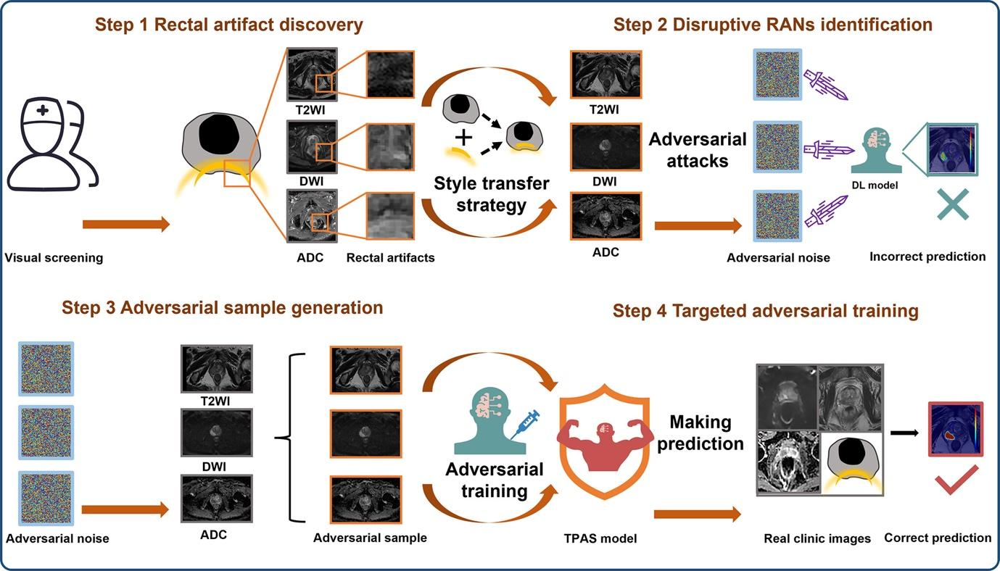 Step 1 Rectal artifact discovery
Step 2 Disruptive RANs identification
T2WI
DWI
ADC
Rectal artifacts
Visual screening
Style transfer
strategy
T2WI
DWI
ADC
Adversarial
attacks
DL model
Adversarial noise
Incorrect prediction
Step 3 Adversarial sample generation
Step 4 Targeted adversarial training
T2WI
DWI
ADC
Adversarial noise
Adversarial sample
Adversarial
training
TPAS model
Making
prediction
Real clinic images
Correct prediction